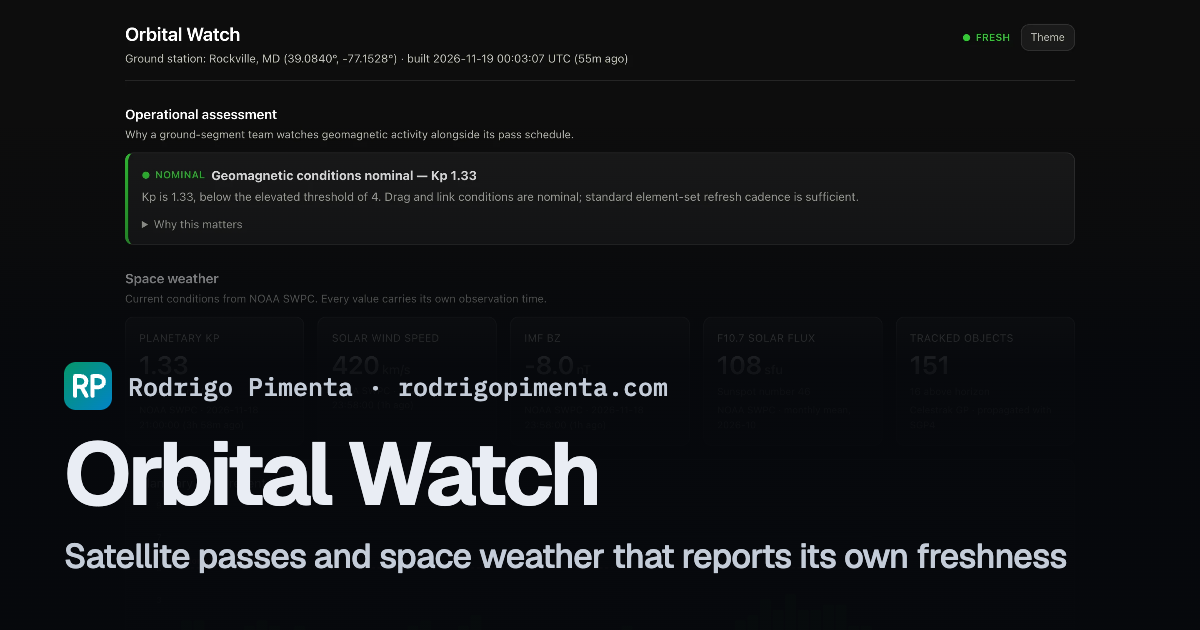 Orbital Watch
FRESH
Theme
Ground station: Rockville, MD (39.0840°, -77.1528°) · built 2026-11-19 00:03:07 UTC (55m ago)
Operational assessment
Why a ground-segment team watches geomagnetic activity alongside its pass schedule.
NOMINAL Geomagnetic conditions nominal — Kp 1.33
Kp is 1.33, below the elevated threshold of 4. Drag and link conditions are nominal; standard element-set refresh cadence is sufficient.
Why this matters
Space weather
Current conditions from NOAA SWPC. Every value carries its own observation time.
PLANETARY KP
SOLAR WIND SPEED
IMF BZ
F10.7 SOLAR FLUX
TRACKED OBJECTS
1.33
420 km/s
-8.0 nT
108 sfu
151
RP Rodrigo Pimenta · rodrigopimenta.com
Orbital Watch
Satellite passes and space weather that reports its own freshness